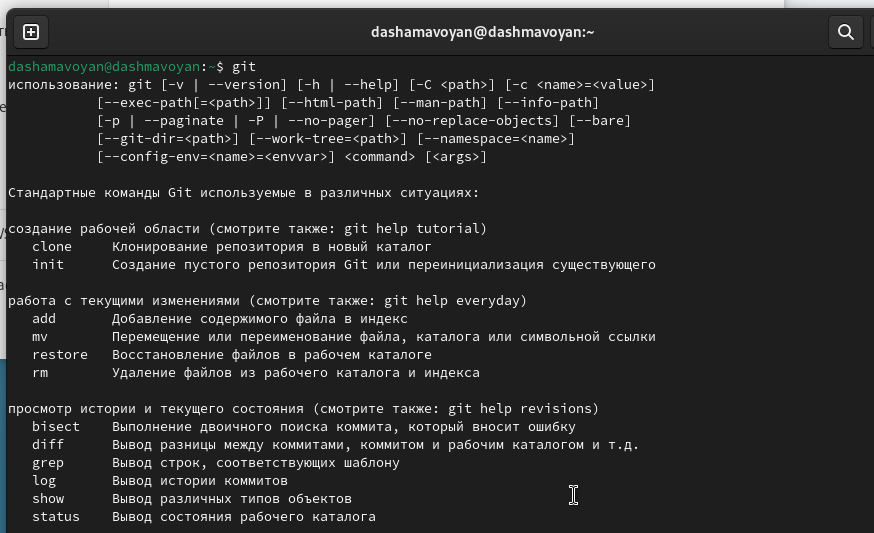 dashamavoyan@dashmavoyan:~
dashamavoyan@dashmavoyan:~$ git
использование: git [-v | --version] [-h | --help] [-C <path>] [-c <name>=<value>]
[--exec-path[=<path>]] [--html-path] [--man-path] [--info-path]
[-p | --paginate | -P | --no-pager] [--no-replace-objects] [--bare]
[--git-dir=<path>] [--work-tree=<path>] [--namespace=<name>]
[--config-env=<name>=<envvar>] <command> [<args>]
Стандартные команды Git используемые в различных ситуациях:
создание рабочей области (смотрите также: git help tutorial)
clone Клонирование репозитория в новый каталог
init Создание пустого репозитория Git или переинициализация существующего
работа с текущими изменениями (смотрите также: git help everyday)
add Добавление содержимого файла в индекс
mv Перемещение или переименование файла, каталога или символьной ссылки
restore Восстановление файлов в рабочем каталоге
rm Удаление файлов из рабочего каталога и индекса
просмотр истории и текущего состояния (смотрите также: git help revisions)
bisect Выполнение двоичного поиска коммита, который вносит ошибку
diff Вывод разницы между коммитами, коммитом и рабочим каталогом и т.д.
grep Вывод строк, соответствующих шаблону
log Вывод истории коммитов
show Вывод различных типов объектов
status Вывод состояния рабочего каталога